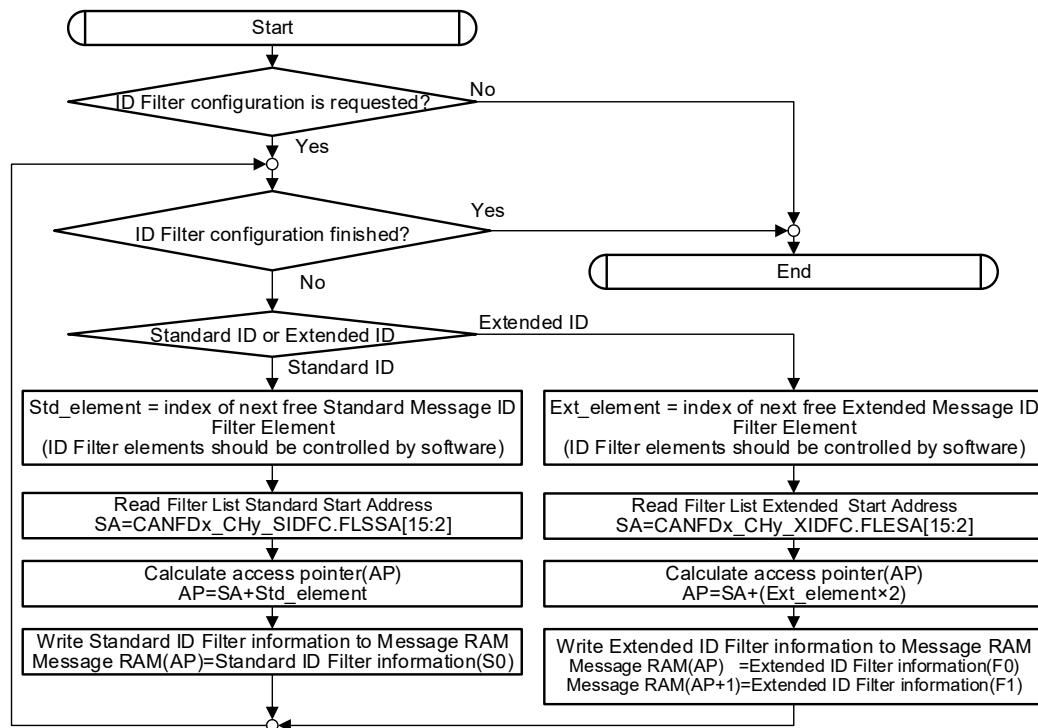 Start
ID Filter configuration is requested?
No
Yes
ID Filter configuration finished?
Yes
End
No
Standard ID or Extended ID
Extended ID
Standard ID
Std_element = index of next free Standard Message ID
Filter Element
(ID Filter elements should be controlled by software)
Read Filter List Standard Start Address
SA=CANFDx_CHy_SIDFC.FLSSA[15:2]
Calculate access pointer(AP)
AP=SA+Std_element
Write Standard ID Filter information to Message RAM
Message RAM(AP)=Standard ID Filter information(S0)
Ext_element = index of next free Extended Message ID
Filter Element
(ID Filter elements should be controlled by software)
Read Filter List Extended  Start Address
SA=CANFDx_CHy_XIDFC.FLESA[15:2]
Calculate access pointer(AP)
AP=SA+(Ext_element×2)
Write Extended ID Filter information to Message RAM
Message RAM(AP)   =Extended ID Filter information(F0)
Message RAM(AP+1)=Extended ID Filter information(F1)